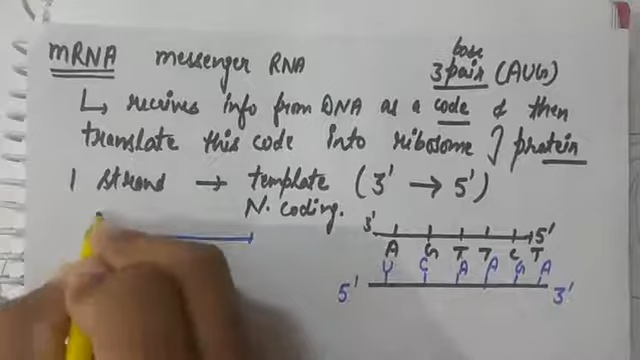 mRNA messenger RNA
base
3 pair (AUG)
↳ receives info from DNA as a code & then
translate this code into ribosome } protein
1 strand → template (3' → 5')
N. coding.
3' 5'
A G T T C T
U C A A G A
5' 3'